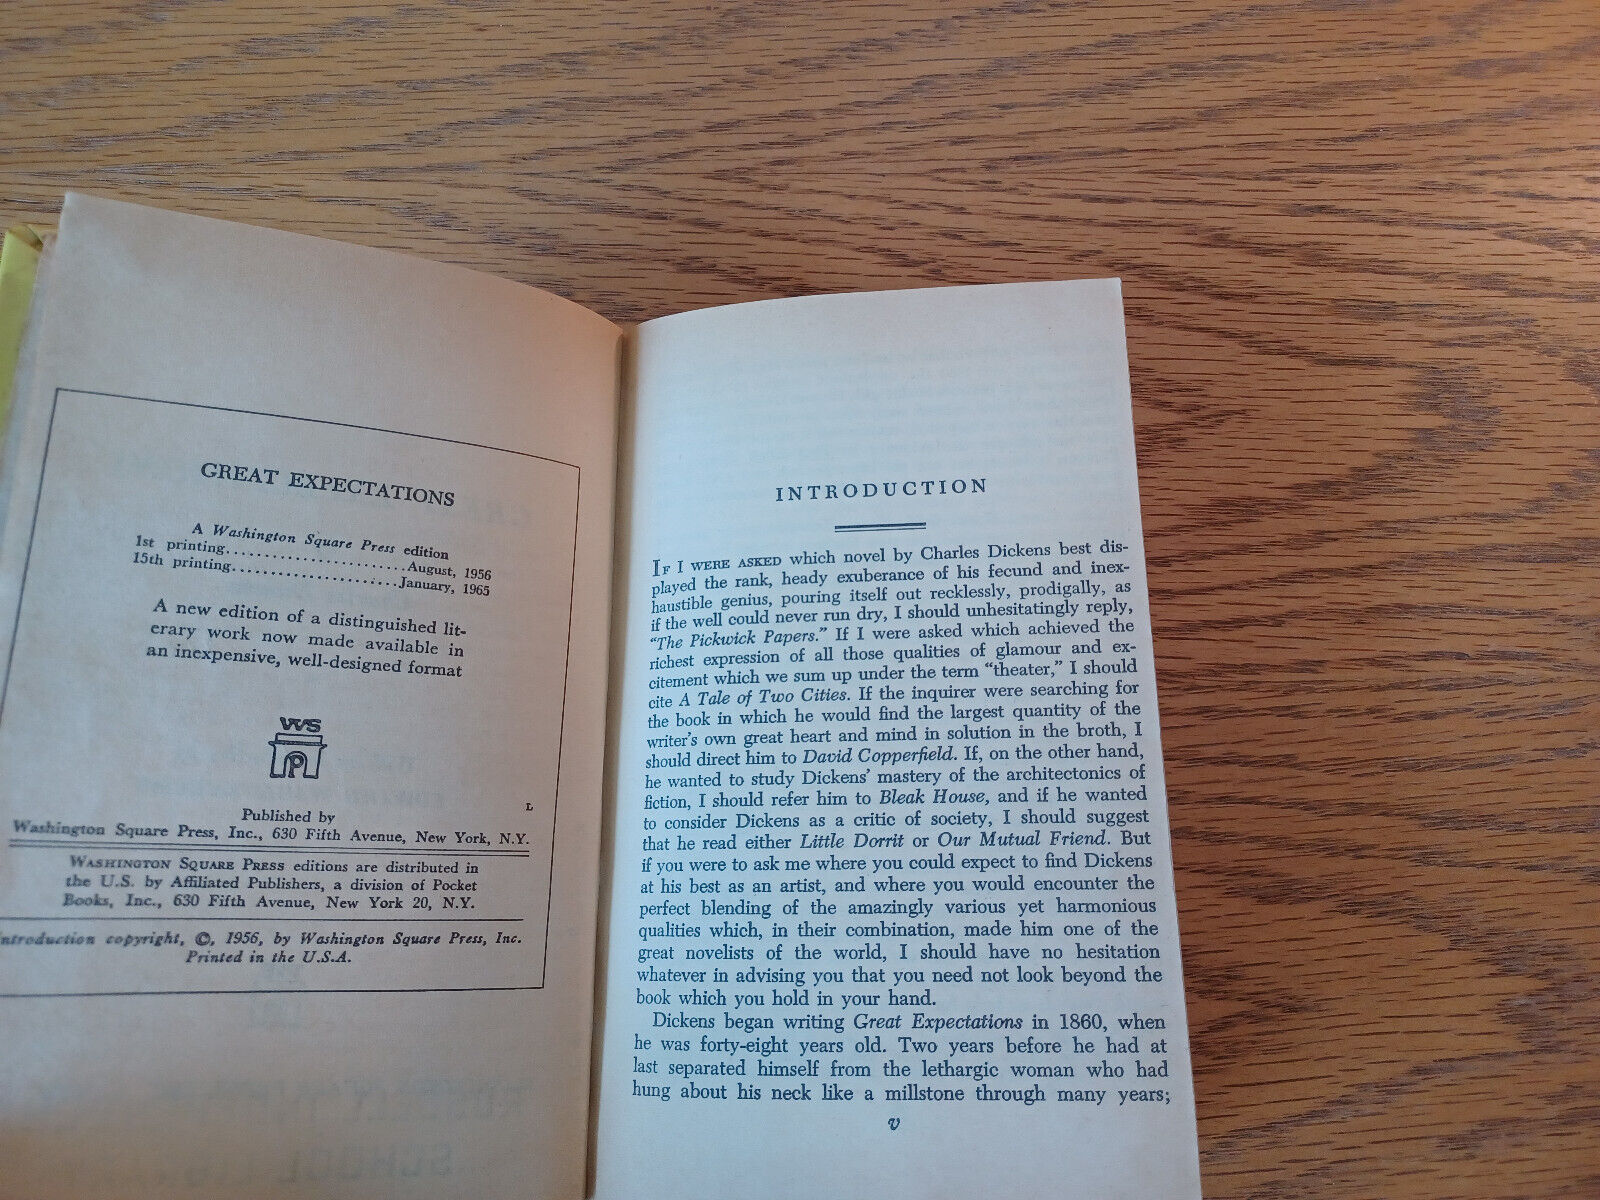 GREAT EXPECTATIONS
A Washington Square Press edition
1st printing.........................August, 1956
15th printing.......................January, 1965
A new edition of a distinguished lit-
erary work now made available in
an inexpensive, well-designed format
WS
P
L
Published by
Washington Square Press, Inc., 630 Fifth Avenue, New York, N.Y.
WASHINGTON SQUARE PRESS editions are distributed in
the U.S. by Affiliated Publishers, a division of Pocket
Books, Inc., 630 Fifth Avenue, New York 20, N.Y.
Introduction copyright, ©, 1956, by Washington Square Press, Inc.
Printed in the U.S.A.
INTRODUCTION
IF I WERE ASKED which novel by Charles Dickens best dis-
played the rank, heady exuberance of his fecund and inex-
haustible genius, pouring itself out recklessly, prodigally, as
if the well could never run dry, I should unhesitatingly reply,
"The Pickwick Papers." If I were asked which achieved the
richest expression of all those qualities of glamour and ex-
citement which we sum up under the term "theater," I should
cite A Tale of Two Cities. If the inquirer were searching for
the book in which he would find the largest quantity of the
writer's own great heart and mind in solution in the broth, I
should direct him to David Copperfield. If, on the other hand,
he wanted to study Dickens' mastery of the architectonics of
fiction, I should refer him to Bleak House, and if he wanted
to consider Dickens as a critic of society, I should suggest
that he read either Little Dorrit or Our Mutual Friend. But
if you were to ask me where you could expect to find Dickens
at his best as an artist, and where you would encounter the
perfect blending of the amazingly various yet harmonious
qualities which, in their combination, made him one of the
great novelists of the world, I should have no hesitation
whatever in advising you that you need not look beyond the
book which you hold in your hand.
Dickens began writing Great Expectations in 1860, when
he was forty-eight years old. Two years before he had at
last separated himself from the lethargic woman who had
hung about his neck like a millstone through many years;
v